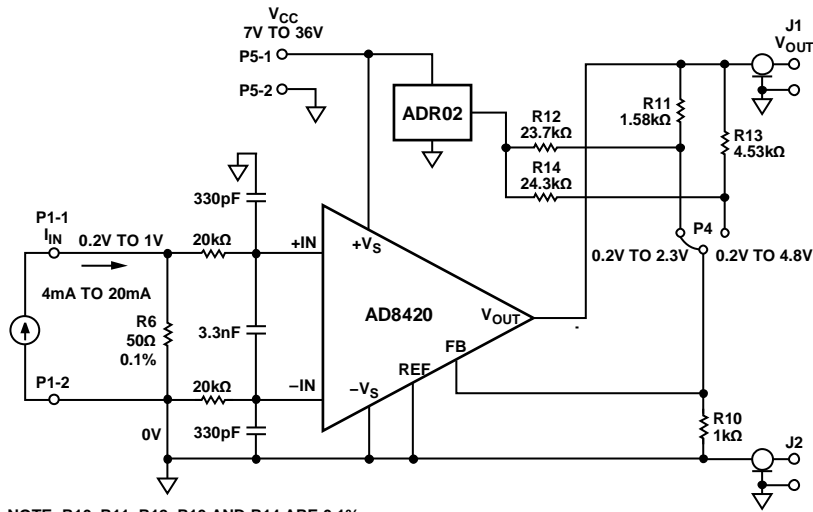 VCC
7V TO 36V
P5-1
P5-2
J1
VOUT
ADR02
R12
23.7kΩ
R11
1.58kΩ
R13
4.53kΩ
R14
24.3kΩ
330pF
P1-1
IIN
0.2V TO 1V
20kΩ
+IN
+VS
P4
0.2V TO 2.3V
0.2V TO 4.8V
4mA TO 20mA
R6
50Ω
0.1%
3.3nF
AD8420
VOUT
FB
REF
P1-2
20kΩ
–IN
–VS
0V
330pF
R10
1kΩ
J2